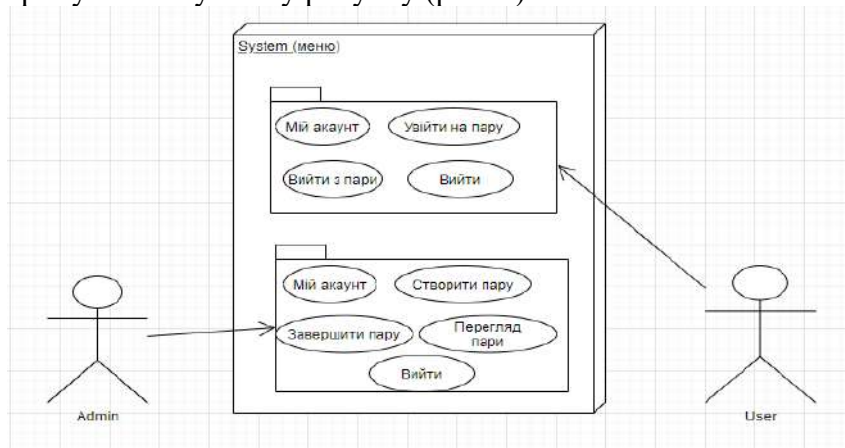 System (меню)
Мій акаунт
Увійти на пару
Вийти з пари
Вийти
Мій акаунт
Створити пару
Завершити пару
Перегляд
пари
Вийти
Admin
User